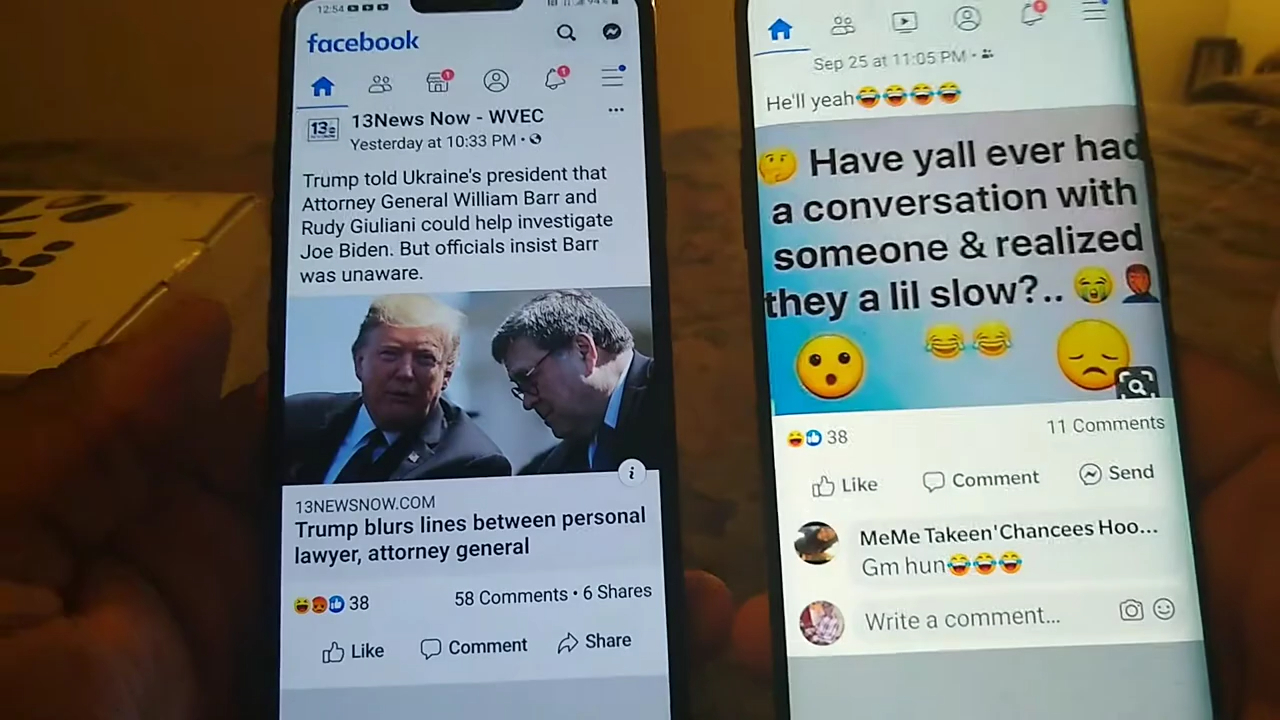 12:54
facebook
13News Now - WVEC
Yesterday at 10:33 PM
Trump told Ukraine's president that
Attorney General William Barr and
Rudy Giuliani could help investigate
Joe Biden. But officials insist Barr
was unaware.
13NEWSNOW.COM
Trump blurs lines between personal
lawyer, attorney general
38
58 Comments • 6 Shares
Like Comment Share
Sep 25 at 11:05 PM
He'll yeah😂😂😂😂
🤔 Have yall ever had
a conversation with
someone & realized
they a lil slow?.. 😭
38
11 Comments
Like Comment Send
MeMe Takeen'Chancees Hoo...
Gm hun😂😂😂
Write a comment...